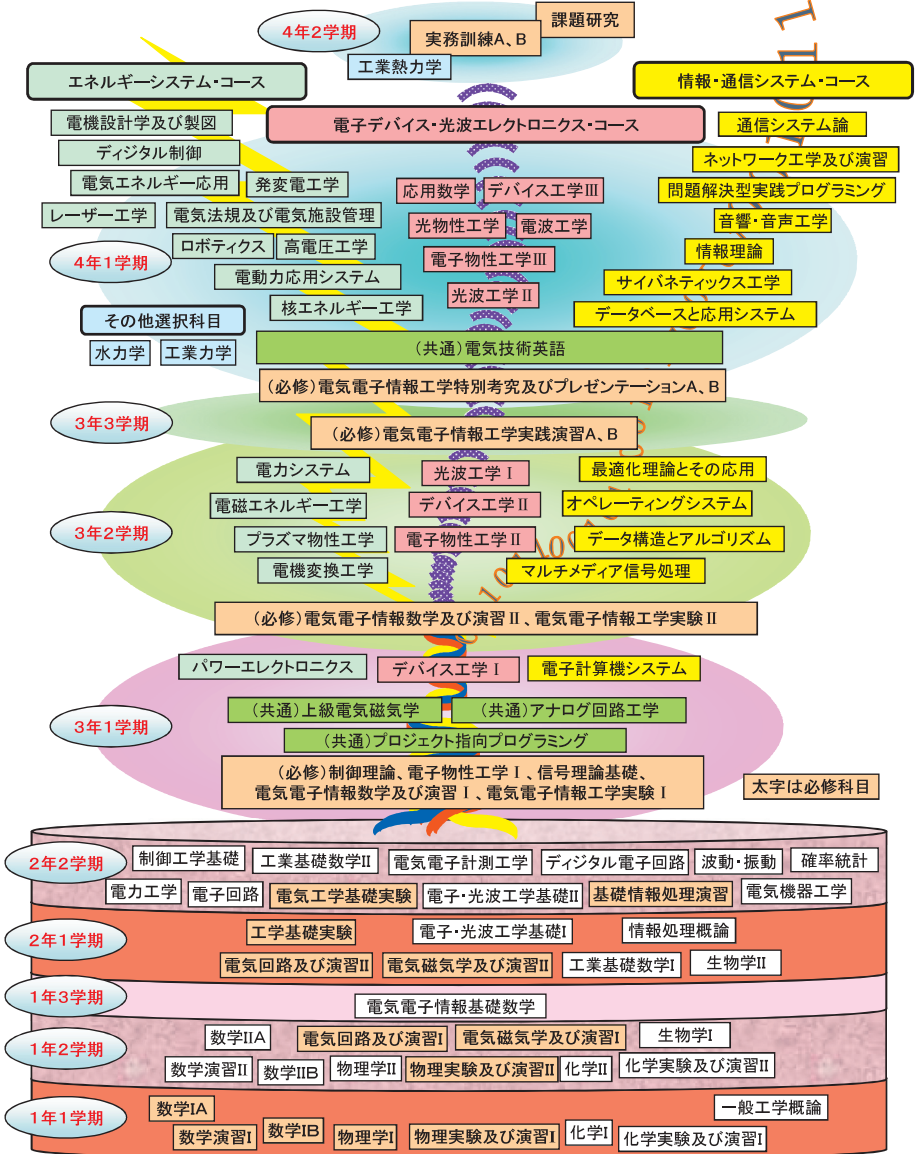 4年2学期
課題研究
実務訓練A、B
工業熱力学
エネルギーシステム・コース
情報・通信システム・コース
電子デバイス・光波エレクトロニクス・コース
電機設計学及び製図
通信システム論
ディジタル制御
ネットワーク工学及び演習
電気エネルギー応用
発変電工学
応用数学
デバイス工学III
問題解決型実践プログラミング
レーザー工学
電気法規及び電気施設管理
光物性工学
電波工学
音響・音声工学
4年1学期
ロボティクス
高電圧工学
電子物性工学III
情報理論
電動力応用システム
光波工学II
サイバネティックス工学
核エネルギー工学
データベースと応用システム
その他選択科目
水力学
工業力学
(共通)電気技術英語
(必修)電気電子情報工学特別考究及びプレゼンテーションA、B
3年3学期
(必修)電気電子情報工学実践演習A、B
電力システム
光波工学I
最適化理論とその応用
電磁エネルギー工学
デバイス工学II
オペレーティングシステム
3年2学期
プラズマ物性工学
電子物性工学II
データ構造とアルゴリズム
電機変換工学
マルチメディア信号処理
(必修)電気電子情報数学及び演習II、電気電子情報工学実験II
パワーエレクトロニクス
デバイス工学I
電子計算機システム
3年1学期
(共通)上級電気磁気学
(共通)アナログ回路工学
(共通)プロジェクト指向プログラミング
(必修)制御理論、電子物性工学I、信号理論基礎、
電気電子情報数学及び演習I、電気電子情報工学実験I
太字は必修科目
2年2学期
制御工学基礎
工業基礎数学II
電気電子計測工学
ディジタル電子回路
波動・振動
確率統計
電力工学
電子回路
電気工学基礎実験
電子・光波工学基礎II
基礎情報処理演習
電気機器工学
2年1学期
工学基礎実験
電子・光波工学基礎I
情報処理概論
電気回路及び演習II
電気磁気学及び演習II
工業基礎数学I
生物学II
1年3学期
電気電子情報基礎数学
1年2学期
数学IIA
電気回路及び演習I
電気磁気学及び演習I
生物学I
数学演習II
数学IIB
物理学II
物理実験及び演習II
化学II
化学実験及び演習II
1年1学期
数学IA
一般工学概論
数学演習I
数学IB
物理学I
物理実験及び演習I
化学I
化学実験及び演習I